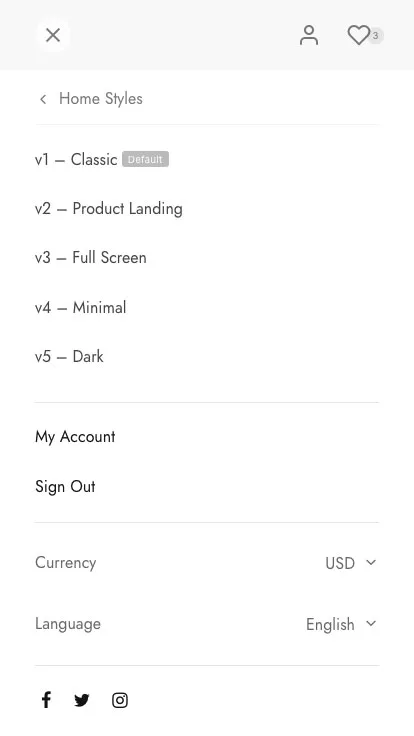 3
Home Styles
v1 – Classic Default
v2 – Product Landing
v3 – Full Screen
v4 – Minimal
v5 – Dark
My Account
Sign Out
Currency USD
Language English